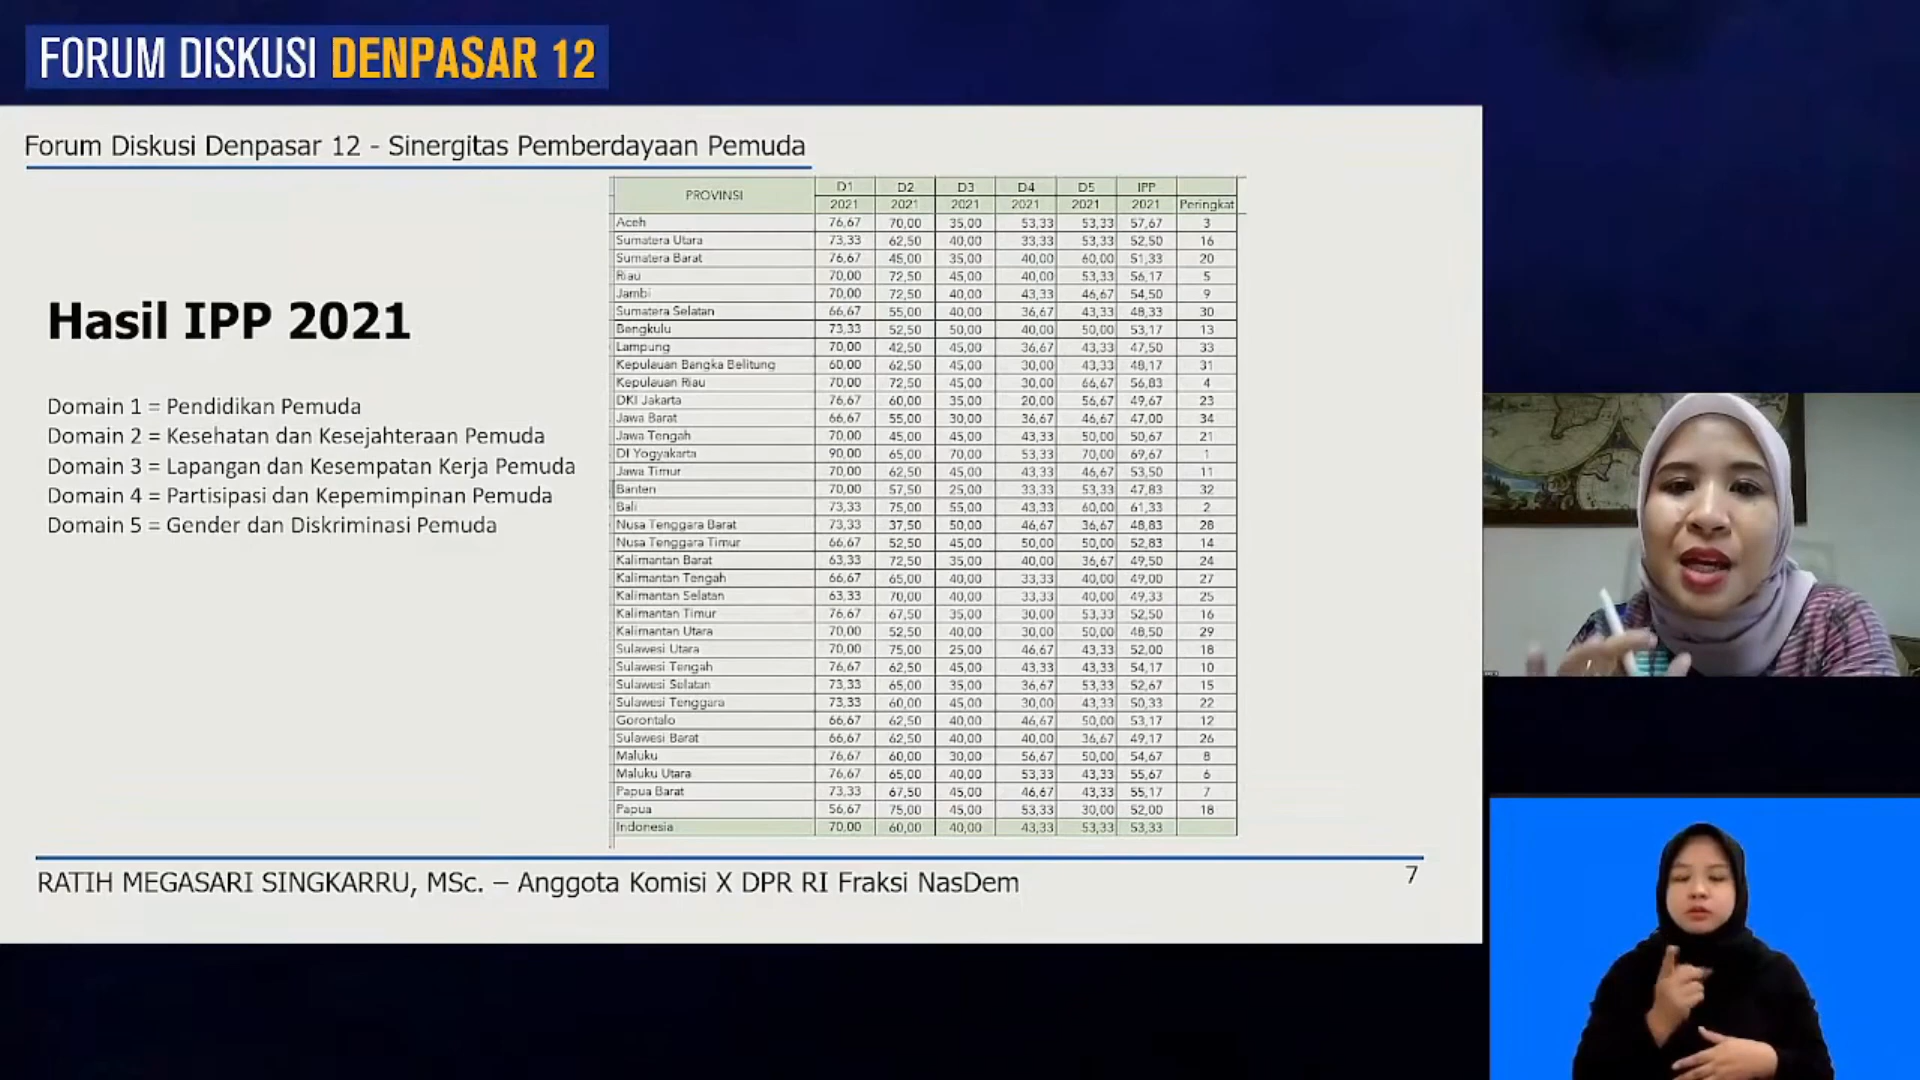 FORUM DISKUSI DENPASAR 12
Forum Diskusi Denpasar 12 - Sinergitas Pemberdayaan Pemuda
Hasil IPP 2021
Domain 1 = Pendidikan Pemuda
Domain 2 = Kesehatan dan Kesejahteraan Pemuda
Domain 3 = Lapangan dan Kesempatan Kerja Pemuda
Domain 4 = Partisipasi dan Kepemimpinan Pemuda
Domain 5 = Gender dan Diskriminasi Pemuda
PROVINSI D1 D2 D3 D4 D5 IPP
2021 2021 2021 2021 2021 2021 Peringkat
Aceh 76,67 70,00 35,00 53,33 53,33 57,67 3
Sumatera Utara 73,33 62,50 40,00 33,33 53,33 52,50 16
Sumatera Barat 76,67 45,00 35,00 40,00 60,00 51,33 20
Riau 70,00 72,50 45,00 40,00 53,33 56,17 5
Jambi 70,00 72,50 40,00 43,33 46,67 54,50 9
Sumatera Selatan 66,67 55,00 40,00 36,67 43,33 48,33 30
Bengkulu 73,33 52,50 50,00 40,00 50,00 53,17 13
Lampung 70,00 42,50 45,00 36,67 43,33 47,50 33
Kepulauan Bangka Belitung 60,00 62,50 45,00 30,00 43,33 48,17 31
Kepulauan Riau 70,00 72,50 45,00 30,00 66,67 56,83 4
DKI Jakarta 76,67 60,00 35,00 20,00 56,67 49,67 23
Jawa Barat 66,67 55,00 30,00 36,67 46,67 47,00 34
Jawa Tengah 70,00 45,00 45,00 43,33 50,00 50,67 21
DI Yogyakarta 90,00 65,00 70,00 53,33 70,00 69,67 1
Jawa Timur 70,00 62,50 45,00 43,33 46,67 53,50 11
Banten 70,00 57,50 25,00 33,33 53,33 47,83 32
Bali 73,33 75,00 55,00 43,33 60,00 61,33 2
Nusa Tenggara Barat 73,33 37,50 50,00 46,67 36,67 48,83 28
Nusa Tenggara Timur 66,67 52,50 45,00 50,00 50,00 52,83 14
Kalimantan Barat 63,33 72,50 35,00 40,00 36,67 49,50 24
Kalimantan Tengah 66,67 65,00 40,00 33,33 40,00 49,00 27
Kalimantan Selatan 63,33 70,00 40,00 33,33 40,00 49,33 25
Kalimantan Timur 76,67 67,50 35,00 30,00 53,33 52,50 16
Kalimantan Utara 70,00 52,50 40,00 30,00 50,00 48,50 29
Sulawesi Utara 70,00 75,00 25,00 46,67 43,33 52,00 18
Sulawesi Tengah 76,67 62,50 45,00 43,33 43,33 54,17 10
Sulawesi Selatan 73,33 65,00 35,00 36,67 53,33 52,67 15
Sulawesi Tenggara 73,33 60,00 45,00 30,00 43,33 50,33 22
Gorontalo 66,67 62,50 40,00 46,67 50,00 53,17 12
Sulawesi Barat 66,67 62,50 40,00 40,00 36,67 49,17 26
Maluku 76,67 60,00 30,00 56,67 50,00 54,67 8
Maluku Utara 76,67 65,00 40,00 53,33 43,33 55,67 6
Papua Barat 73,33 67,50 45,00 46,67 43,33 55,17 7
Papua 56,67 75,00 45,00 53,33 30,00 52,00 18
Indonesia 70,00 60,00 40,00 43,33 53,33 53,33
RATIH MEGASARI SINGKARRU, MSc. – Anggota Komisi X DPR RI Fraksi NasDem
7